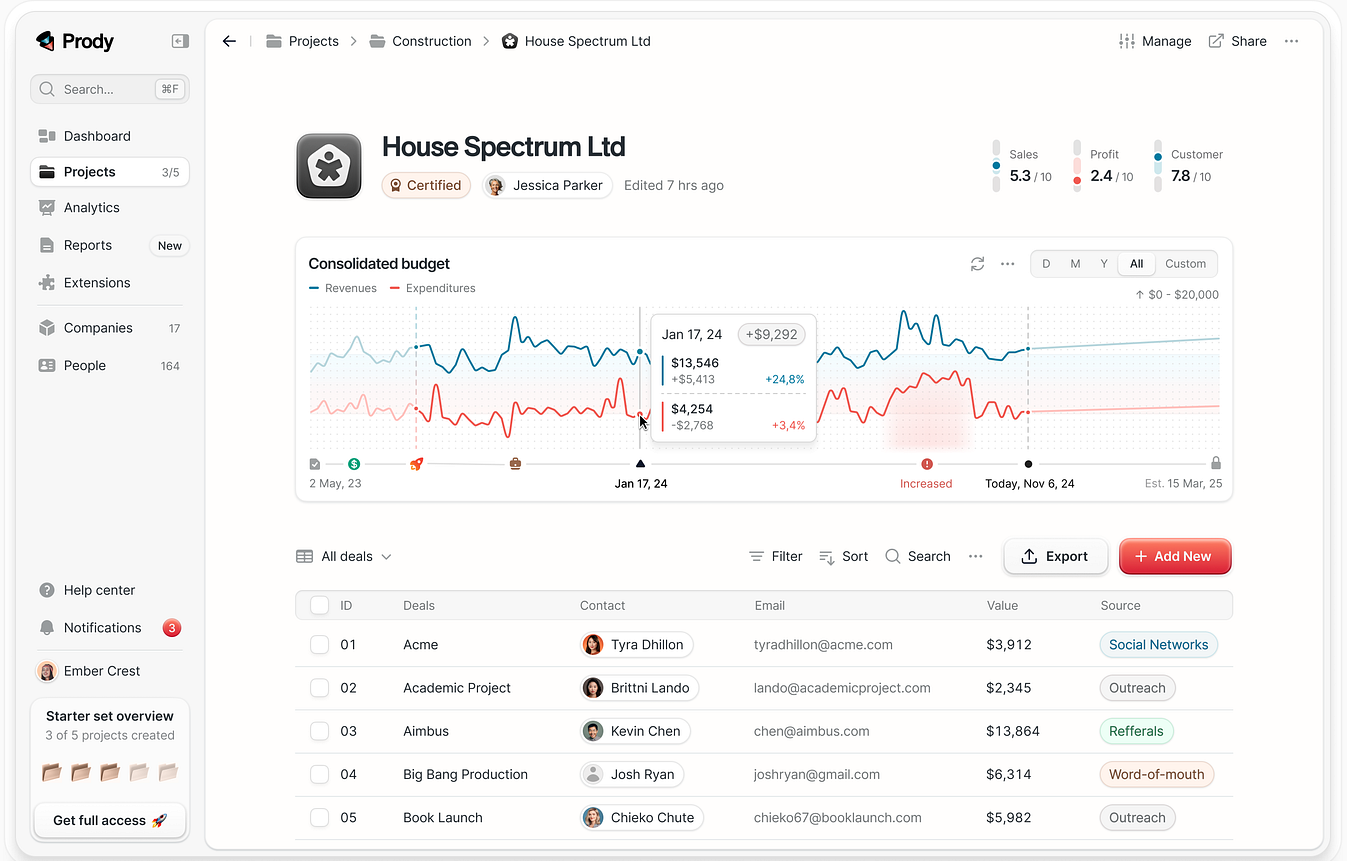 Prody
Search... ⌘F
Dashboard
Projects 3/5
Analytics
Reports New
Extensions
Companies 17
People 164
Help center
Notifications 3
Ember Crest
Starter set overview
3 of 5 projects created
Get full access 🚀
Projects > Construction > House Spectrum Ltd
Manage Share
House Spectrum Ltd
Certified Jessica Parker Edited 7 hrs ago
Sales
5.3 / 10
Profit
2.4 / 10
Customer
7.8 / 10
Consolidated budget
D M Y All Custom
Revenues Expenditures
↑ $0 - $20,000
Jan 17, 24 +$9,292
$13,546
+$5,413 +24,8%
$4,254
-$2,768 +3,4%
2 May, 23 Jan 17, 24 Increased Today, Nov 6, 24 Est. 15 Mar, 25
All deals Filter Sort Search Export + Add New
ID Deals Contact Email Value Source
01 Acme Tyra Dhillon tyradhillon@acme.com $3,912 Social Networks
02 Academic Project Brittni Lando lando@academicproject.com $2,345 Outreach
03 Aimbus Kevin Chen chen@aimbus.com $13,864 Refferals
04 Big Bang Production Josh Ryan joshryan@gmail.com $6,314 Word-of-mouth
05 Book Launch Chieko Chute chieko67@booklaunch.com $5,982 Outreach